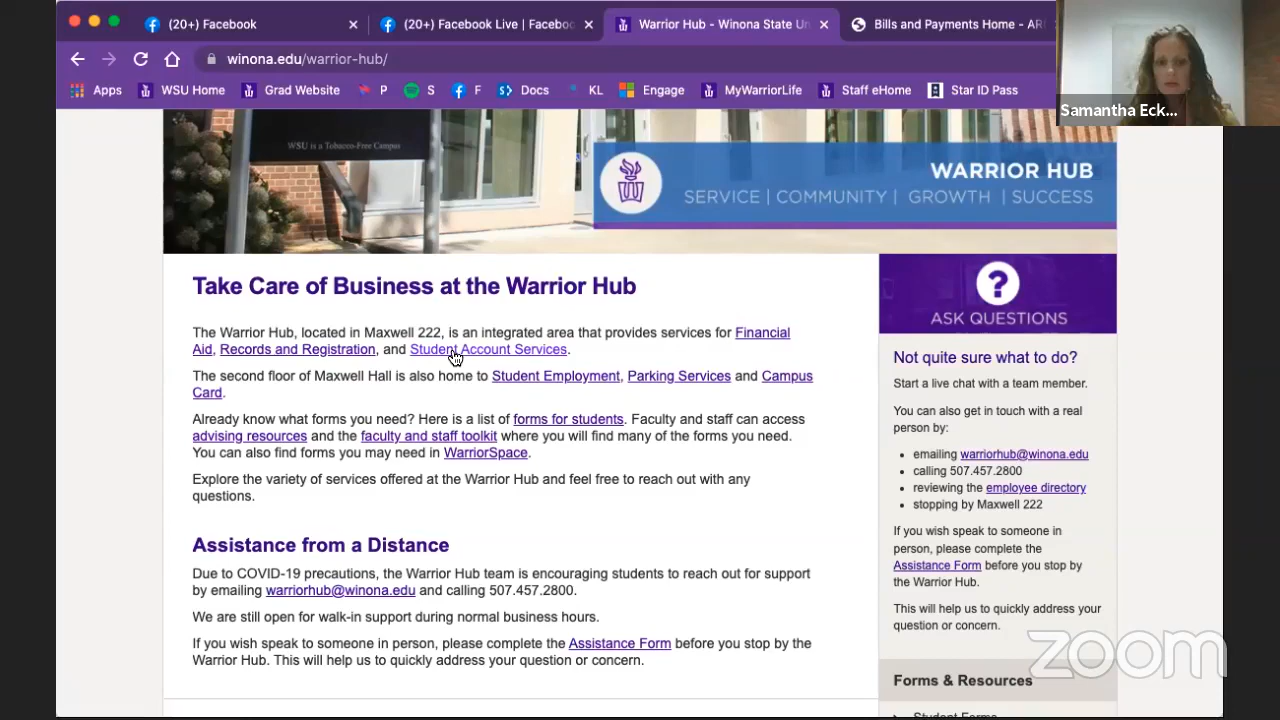 (20+) Facebook
(20+) Facebook Live | Faceboo
Warrior Hub - Winona State Un
Bills and Payments Home - AR
winona.edu/warrior-hub/
Apps WSU Home Grad Website P S F Docs KL Engage MyWarriorLife Staff eHome Star ID Pass
Samantha Eck...
WSU is a Tobacco-Free Campus
WARRIOR HUB
SERVICE | COMMUNITY | GROWTH | SUCCESS
Take Care of Business at the Warrior Hub
The Warrior Hub, located in Maxwell 222, is an integrated area that provides services for Financial
Aid, Records and Registration, and Student Account Services.
The second floor of Maxwell Hall is also home to Student Employment, Parking Services and Campus
Card.
Already know what forms you need? Here is a list of forms for students. Faculty and staff can access
advising resources and the faculty and staff toolkit where you will find many of the forms you need.
You can also find forms you may need in WarriorSpace.
Explore the variety of services offered at the Warrior Hub and feel free to reach out with any
questions.
Assistance from a Distance
Due to COVID-19 precautions, the Warrior Hub team is encouraging students to reach out for support
by emailing warriorhub@winona.edu and calling 507.457.2800.
We are still open for walk-in support during normal business hours.
If you wish speak to someone in person, please complete the Assistance Form before you stop by the
Warrior Hub. This will help us to quickly address your question or concern.
?
ASK QUESTIONS
Not quite sure what to do?
Start a live chat with a team member.
You can also get in touch with a real
person by:
emailing warriorhub@winona.edu
calling 507.457.2800
reviewing the employee directory
stopping by Maxwell 222
If you wish speak to someone in
person, please complete the
Assistance Form before you stop by
the Warrior Hub.
This will help us to quickly address your
question or concern.
zoom
Forms & Resources
Student Forms